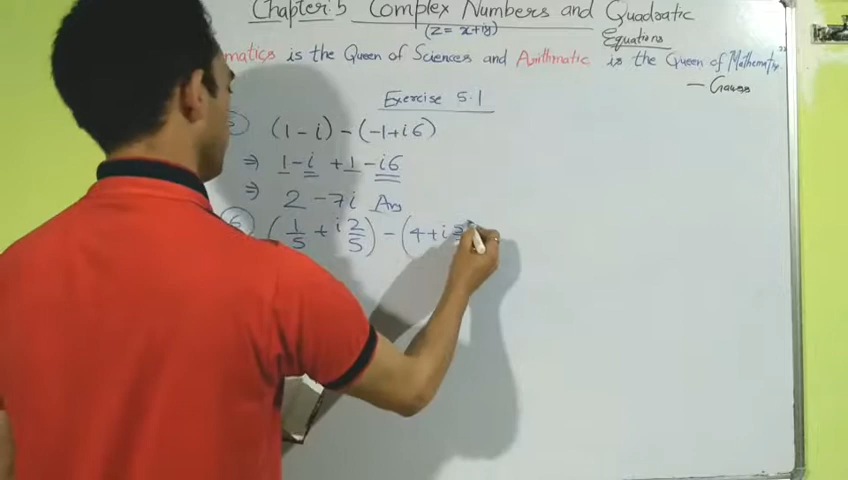 Chapter:5 Complex Numbers and Quadratic Equations
(z = x+iy)
matics is the Queen of Sciences and Arithmatic is the Queen of Mathematics"
— Gauss
Exercise 5.1
(1 - i) - (-1+i6)
⇒ 1 - i + 1 - i6
⇒ 2 - 7i Ans
6 (1/5 + i 2/5) - (4+i